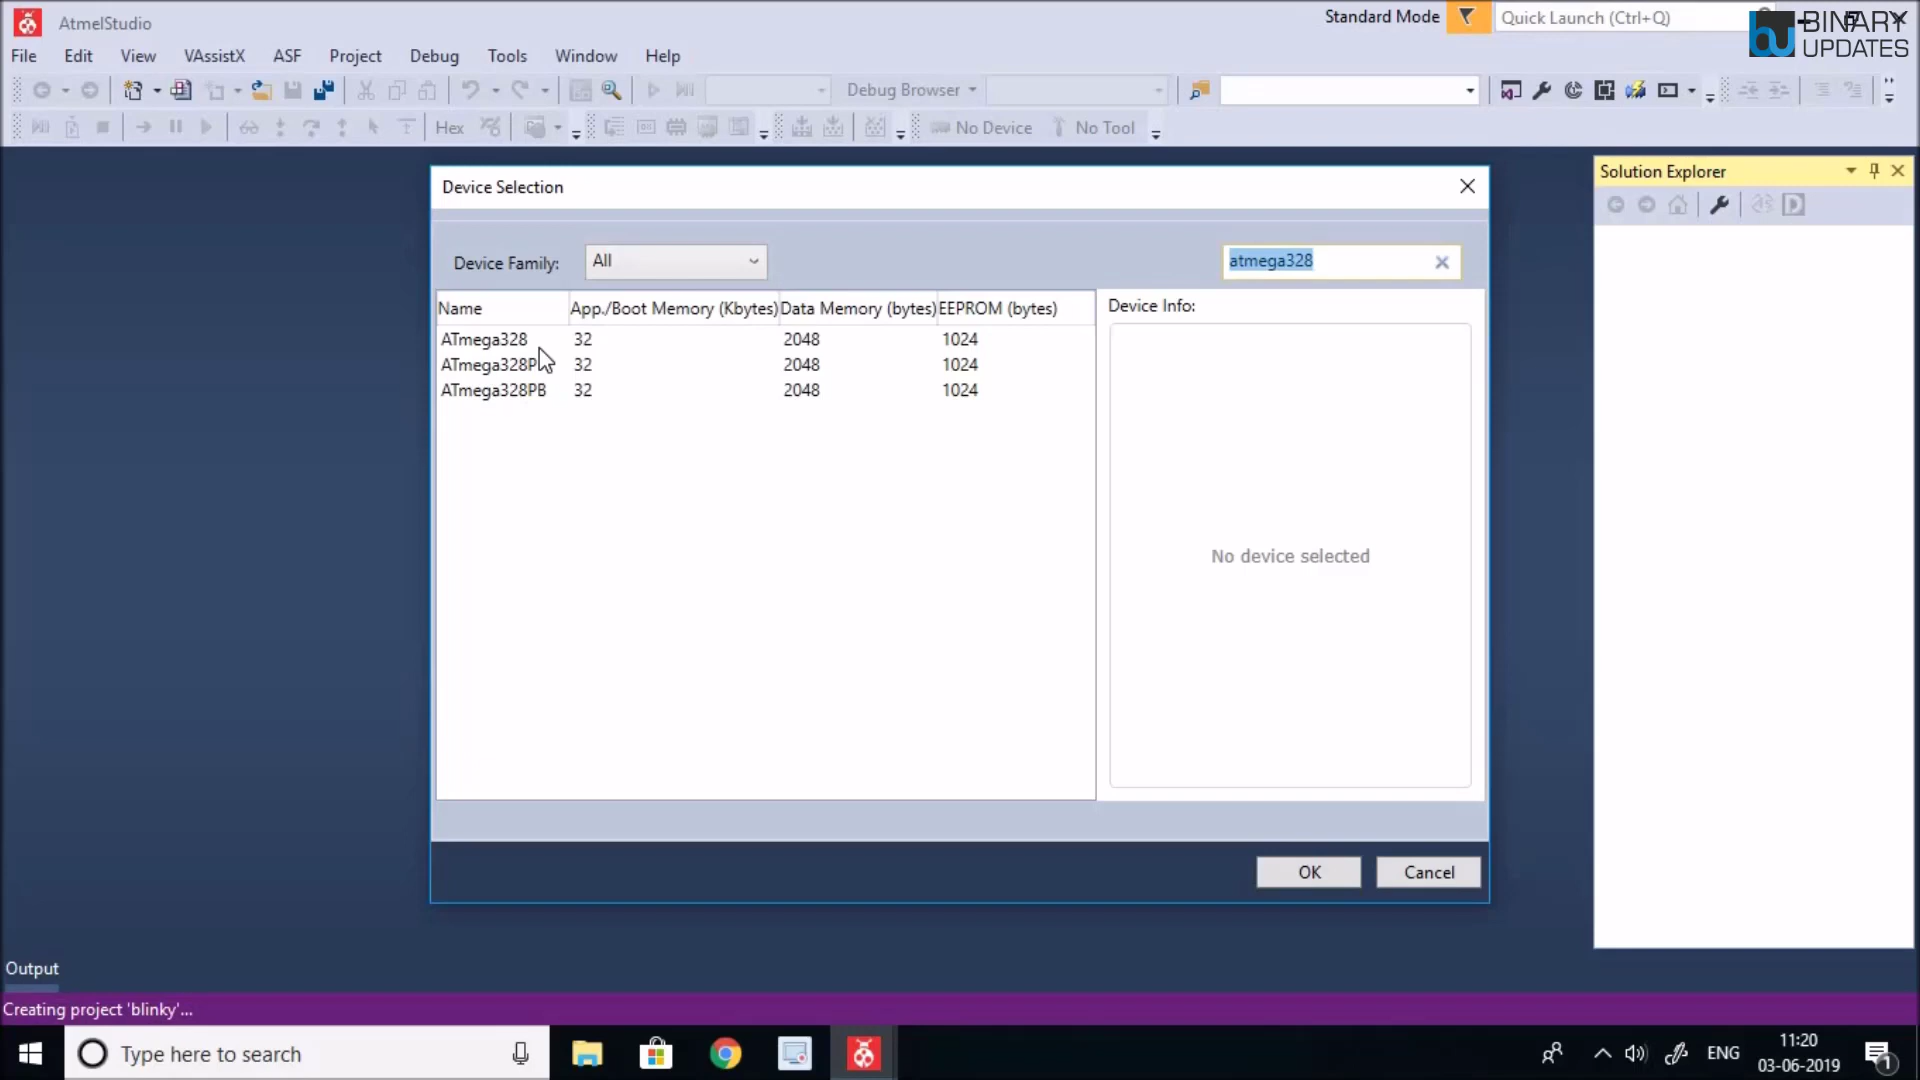 AtmelStudio
Standard Mode
Quick Launch (Ctrl+Q)
BINARY
UPDATES
File Edit View VAssistX ASF Project Debug Tools Window Help
Debug Browser
Hex
No Device
No Tool
Device Selection
Solution Explorer
Device Family:
All
atmega328
Name App./Boot Memory (Kbytes) Data Memory (bytes) EEPROM (bytes)
ATmega328 32 2048 1024
ATmega328P 32 2048 1024
ATmega328PB 32 2048 1024
Device Info:
No device selected
OK
Cancel
Output
Creating project 'blinky'...
Type here to search
ENG
11:20
03-06-2019
1